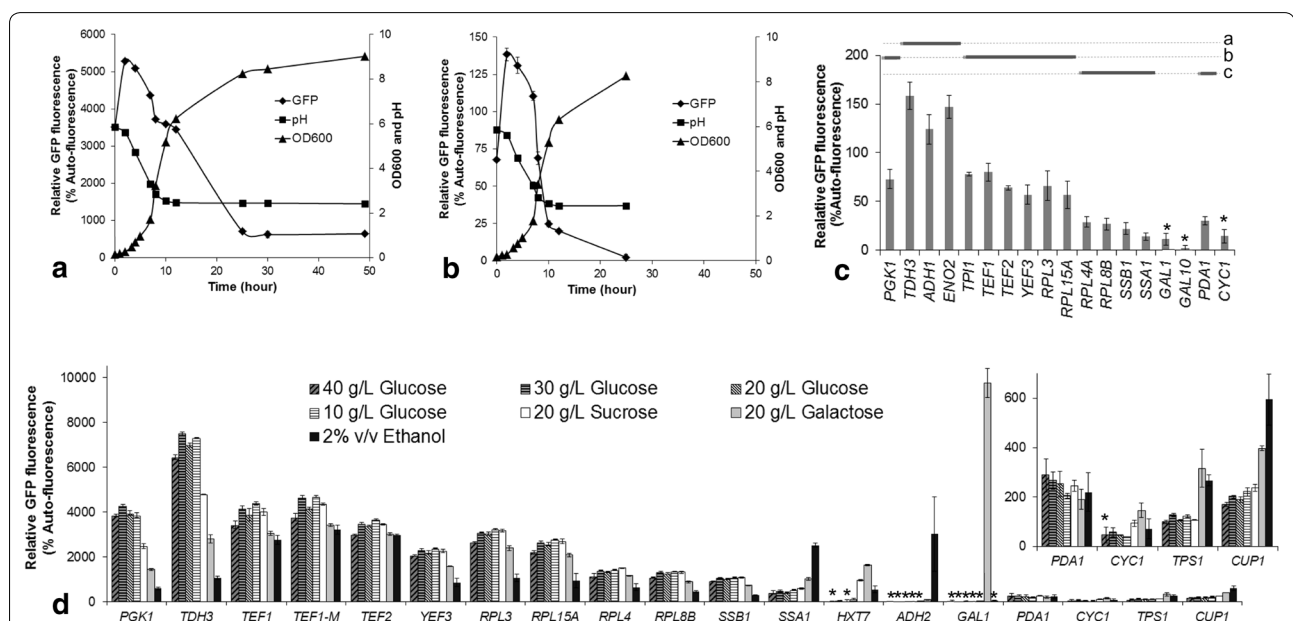 6000
5000
4000
3000
2000
1000
0
Relative GFP fluorescence
(% Auto-fluorescence)
10
8
6
4
2
0
OD600 and pH
GFP
pH
OD600
0 10 20 30 40 50
Time (hour)
a
150
125
100
75
50
25
0
Relative GFP fluorescence
(% Auto-fluorescence)
10
8
6
4
2
0
OD600 and pH
GFP
pH
OD600
0 10 20 30 40 50
Time (hour)
b
a
b
c
200
150
100
50
0
Realative GFP fluorescence
(%Auto-fluorescence)
* * *
PGK1 TDH3 ADH1 ENO2 TPI1 TEF1 TEF2 YEF3 RPL3 RPL15A RPL4A RPL8B SSB1 SSA1 GAL1 GAL10 PDA1 CYC1
c
10000
8000
6000
4000
2000
0
Relative GFP fluorescence
(% Auto-fluorescence)
40 g/L Glucose 30 g/L Glucose 20 g/L Glucose
10 g/L Glucose 20 g/L Sucrose 20 g/L Galactose
2% v/v Ethanol
600
400
200
0
*
PDA1 CYC1 TPS1 CUP1
* * ***** ***** *
PGK1 TDH3 TEF1 TEF1-M TEF2 YEF3 RPL3 RPL15A RPL4 RPL8B SSB1 SSA1 HXT7 ADH2 GAL1 PDA1 CYC1 TPS1 CUP1
d